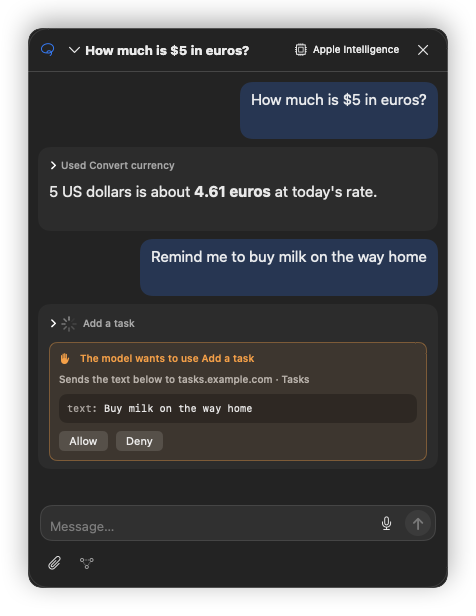 How much is $5 in euros?
Apple Intelligence
How much is $5 in euros?
Used Convert currency
5 US dollars is about 4.61 euros at today's rate.
Remind me to buy milk on the way home
Add a task
The model wants to use Add a task
Sends the text below to tasks.example.com · Tasks
text: Buy milk on the way home
Allow Deny
Message...